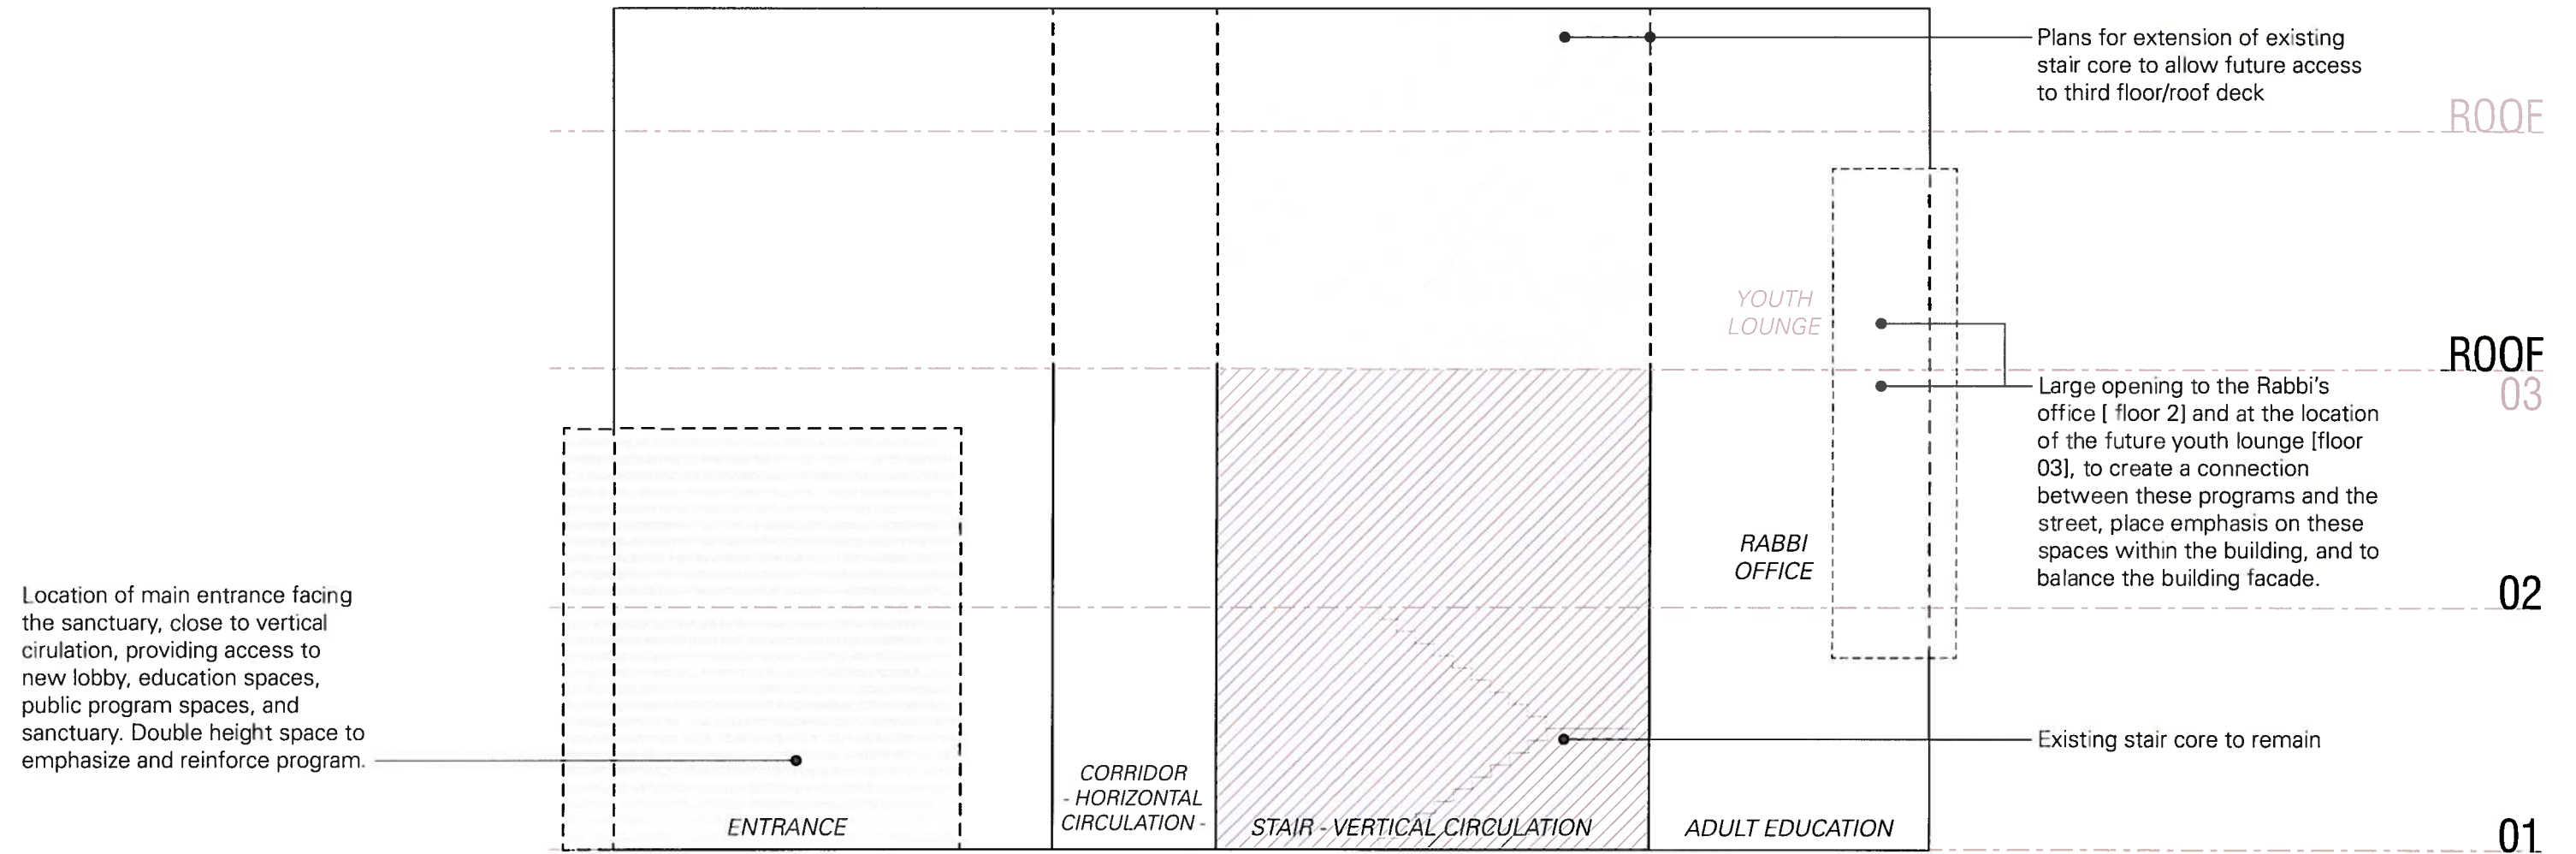 Plans for extension of existing
stair core to allow future access
to third floor/roof deck
ROOF
YOUTH
LOUNGE
ROOF
03
Large opening to the Rabbi's
office [ floor 2] and at the location
of the future youth lounge [floor
03], to create a connection
between these programs and the
street, place emphasis on these
spaces within the building, and to
balance the building facade.
RABBI
OFFICE
02
Location of main entrance facing
the sanctuary, close to vertical
cirulation, providing access to
new lobby, education spaces,
public program spaces, and
sanctuary. Double height space to
emphasize and reinforce program.
Existing stair core to remain
ENTRANCE
CORRIDOR
- HORIZONTAL
CIRCULATION -
STAIR - VERTICAL CIRCULATION
ADULT EDUCATION
01